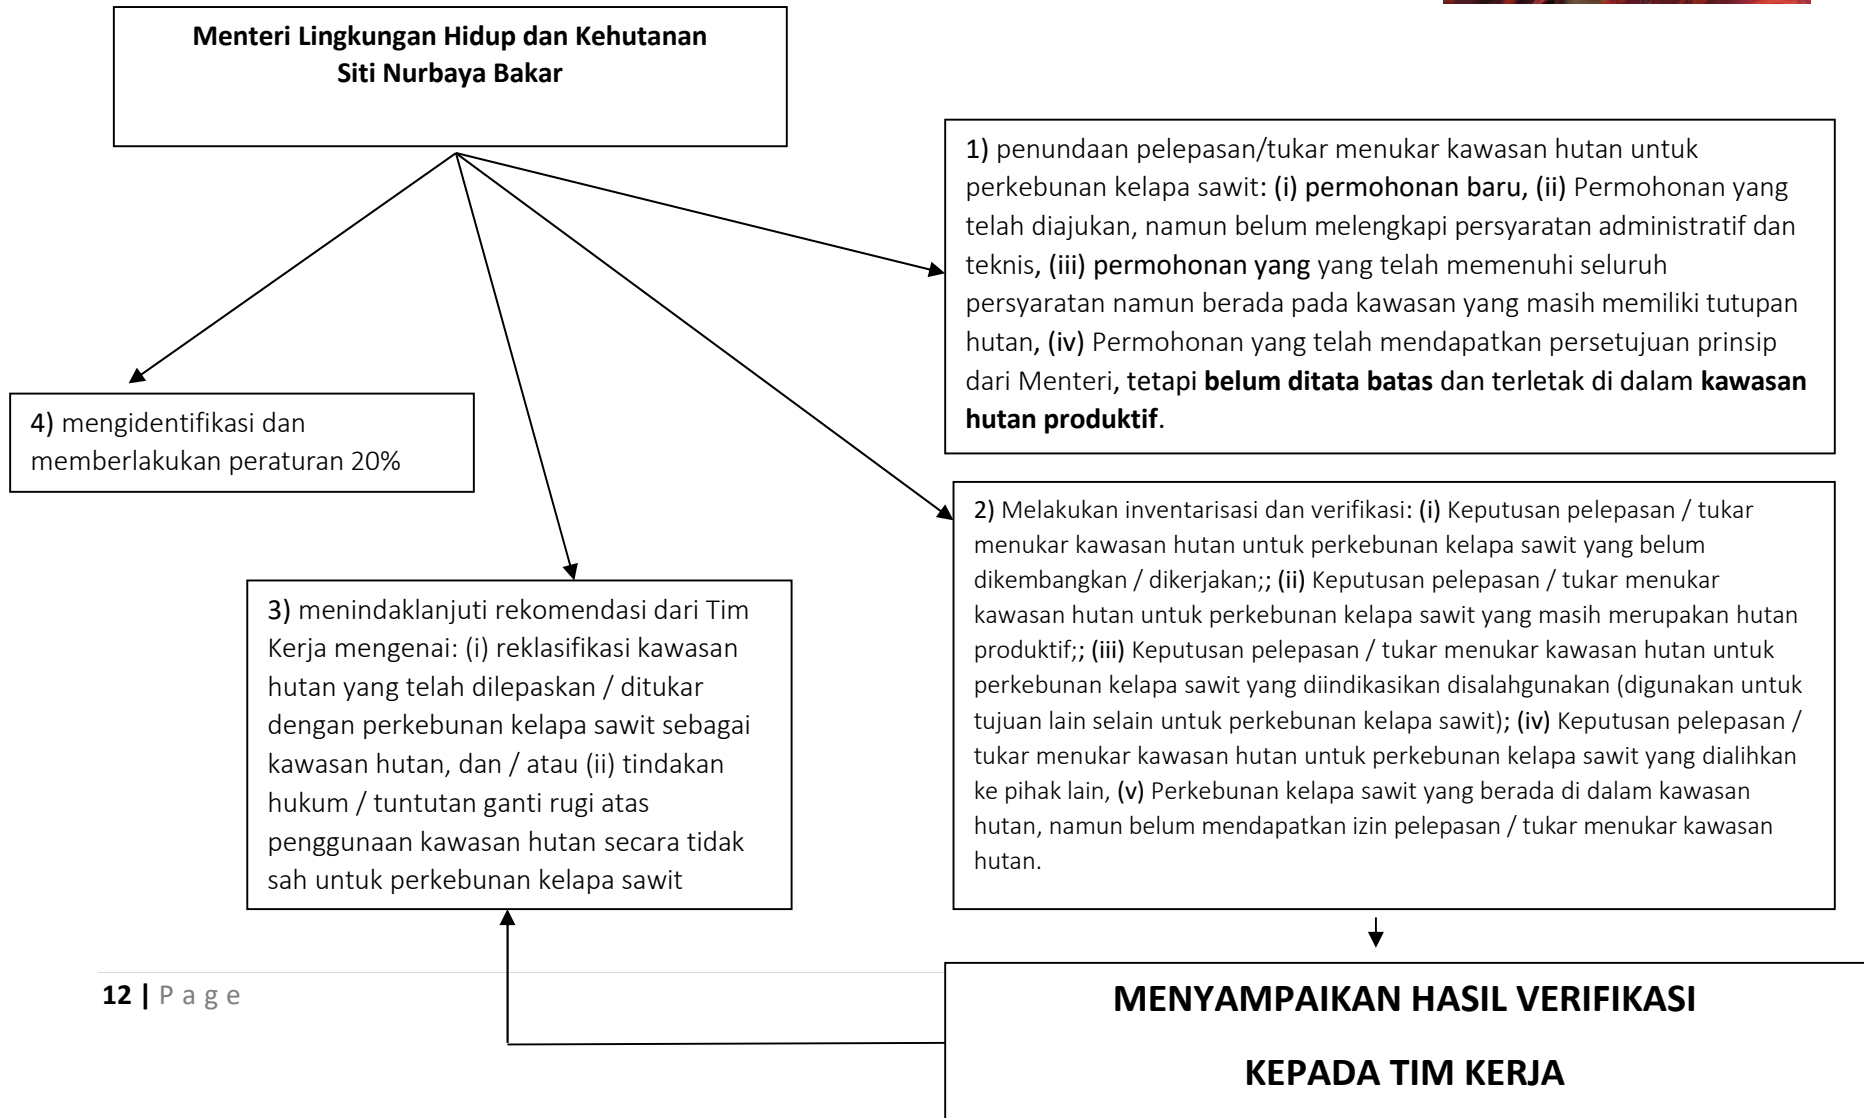 Menteri Lingkungan Hidup dan Kehutanan
Siti Nurbaya Bakar
1) penundaan pelepasan/tukar menukar kawasan hutan untuk
perkebunan kelapa sawit: (i) permohonan baru, (ii) Permohonan yang
telah diajukan, namun belum melengkapi persyaratan administratif dan
teknis, (iii) permohonan yang yang telah memenuhi seluruh
persyaratan namun berada pada kawasan yang masih memiliki tutupan
hutan, (iv) Permohonan yang telah mendapatkan persetujuan prinsip
dari Menteri, tetapi belum ditata batas dan terletak di dalam kawasan
hutan produktif.
2) Melakukan inventarisasi dan verifikasi: (i) Keputusan pelepasan / tukar
menukar kawasan hutan untuk perkebunan kelapa sawit yang belum
dikembangkan / dikerjakan;; (ii) Keputusan pelepasan / tukar menukar
kawasan hutan untuk perkebunan kelapa sawit yang masih merupakan hutan
produktif;; (iii) Keputusan pelepasan / tukar menukar kawasan hutan untuk
perkebunan kelapa sawit yang diindikasikan disalahgunakan (digunakan untuk
tujuan lain selain untuk perkebunan kelapa sawit); (iv) Keputusan pelepasan /
tukar menukar kawasan hutan untuk perkebunan kelapa sawit yang dialihkan
ke pihak lain, (v) Perkebunan kelapa sawit yang berada di dalam kawasan
hutan, namun belum mendapatkan izin pelepasan / tukar menukar kawasan
hutan.
3) menindaklanjuti rekomendasi dari Tim
Kerja mengenai: (i) reklasifikasi kawasan
hutan yang telah dilepaskan / ditukar
dengan perkebunan kelapa sawit sebagai
kawasan hutan, dan / atau (ii) tindakan
hukum / tuntutan ganti rugi atas
penggunaan kawasan hutan secara tidak
sah untuk perkebunan kelapa sawit
4) mengidentifikasi dan
memberlakukan peraturan 20%
MENYAMPAIKAN HASIL VERIFIKASI
KEPADA TIM KERJA
12 | Page